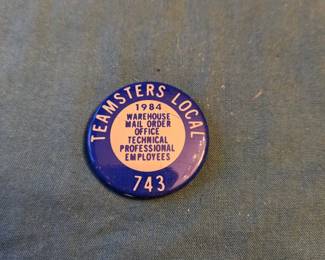 TEAMSTERS LOCAL
1984
WAREHOUSE
MAIL ORDER
OFFICE
TECHNICAL
PROFESSIONAL
EMPLOYEES
743